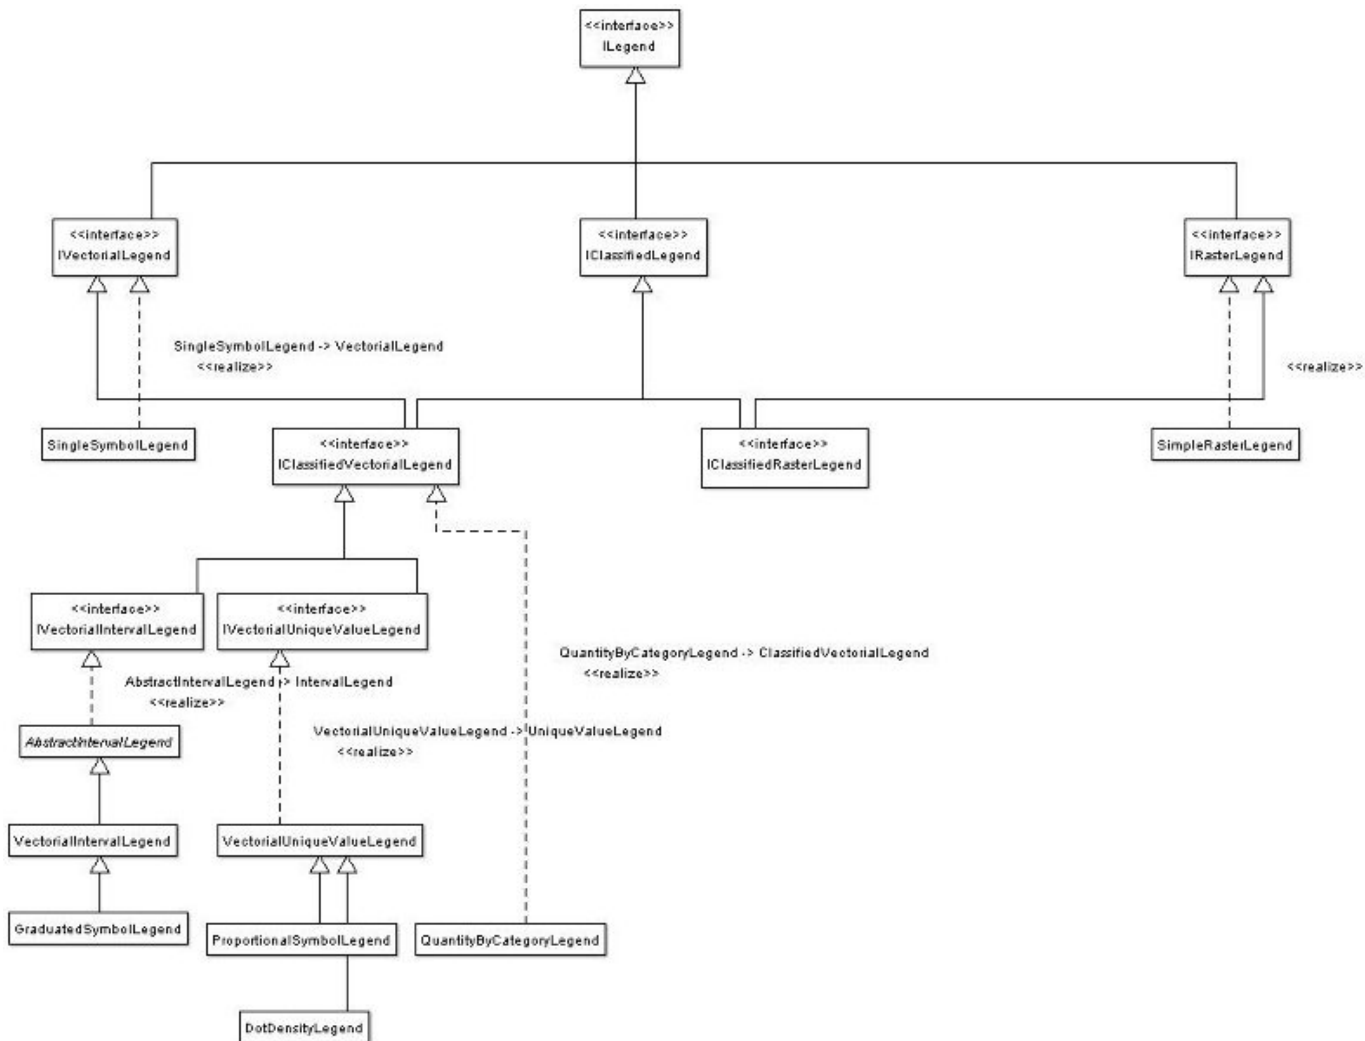 <<interface>>
ILegend
<<interface>>
IVectorialLegend
<<interface>>
IClassifiedLegend
<<interface>>
IRasterLegend
SingleSymbolLegend -> VectorialLegend
<<realize>>
<<realize>>
SingleSymbolLegend
<<interface>>
IClassifiedVectorialLegend
<<interface>>
IClassifiedRasterLegend
SimpleRasterLegend
<<interface>>
IVectorialIntervalLegend
<<interface>>
IVectorialUniqueValueLegend
QuantityByCategoryLegend -> ClassifiedVectorialLegend
<<realize>>
AbstractIntervalLegend -> IntervalLegend
<<realize>>
VectorialUniqueValueLegend -> UniqueValueLegend
<<realize>>
AbstractIntervalLegend
VectorialIntervalLegend
VectorialUniqueValueLegend
GraduatedSymbolLegend
ProportionalSymbolLegend
QuantityByCategoryLegend
DotDensityLegend